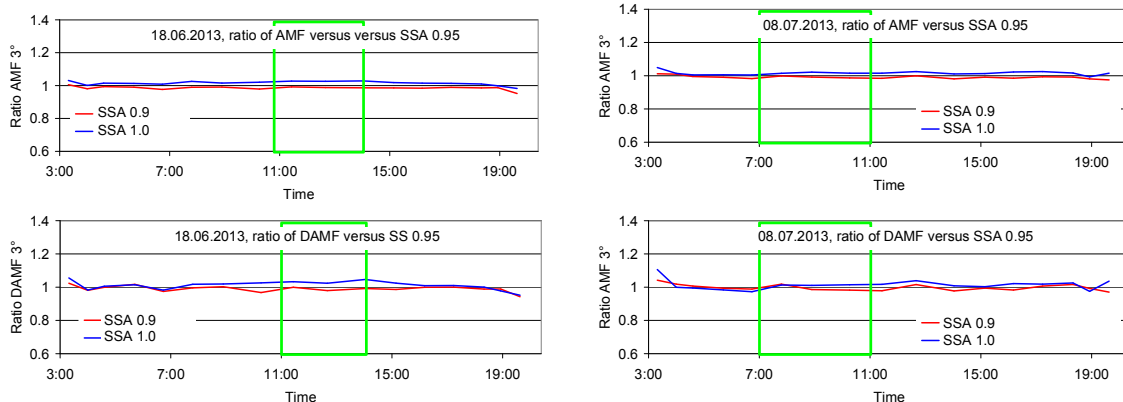 1.4
18.06.2013, ratio of AMF versus versus SSA 0.95
1.2
1
0.8
0.6
Ratio AMF 3°
SSA 0.9
SSA 1.0
3:00 7:00 11:00 15:00 19:00
Time
1.4
08.07.2013, ratio of AMF versus SSA 0.95
1.2
1
0.8
0.6
Ratio AMF 3°
SSA 0.9
SSA 1.0
3:00 7:00 11:00 15:00 19:00
Time
1.4
18.06.2013, ratio of DAMF versus SS 0.95
1.2
1
0.8
0.6
Ratio DAMF 3°
SSA 0.9
SSA 1.0
3:00 7:00 11:00 15:00 19:00
Time
1.4
08.07.2013, ratio of DAMF versus SSA 0.95
1.2
1
0.8
0.6
Ratio AMF 3°
SSA 0.9
SSA 1.0
3:00 7:00 11:00 15:00 19:00
Time